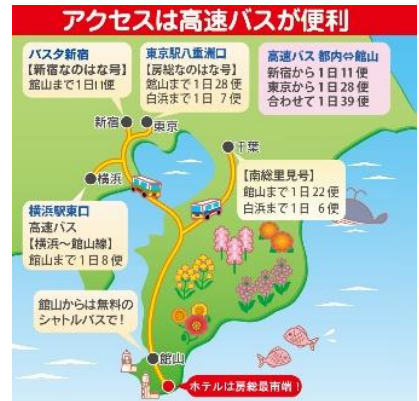 アクセスは高速バスが便利
バスタ新宿
【新宿なのはな号】
館山まで1日11便
東京駅八重洲口
【房総なのはな号】
館山まで1日28便
白浜まで1日 7便
高速バス 都内⇔館山
新宿から1日11便
東京から1日28便
合わせて1日39便
新宿
東京
千葉
横浜
【南総里見号】
館山まで1日22便
白浜まで1日 6便
横浜駅東口
高速バス
【横浜〜館山線】
館山まで1日8便
館山からは無料の
シャトルバスで!
館山
ホテルは房総最南端!